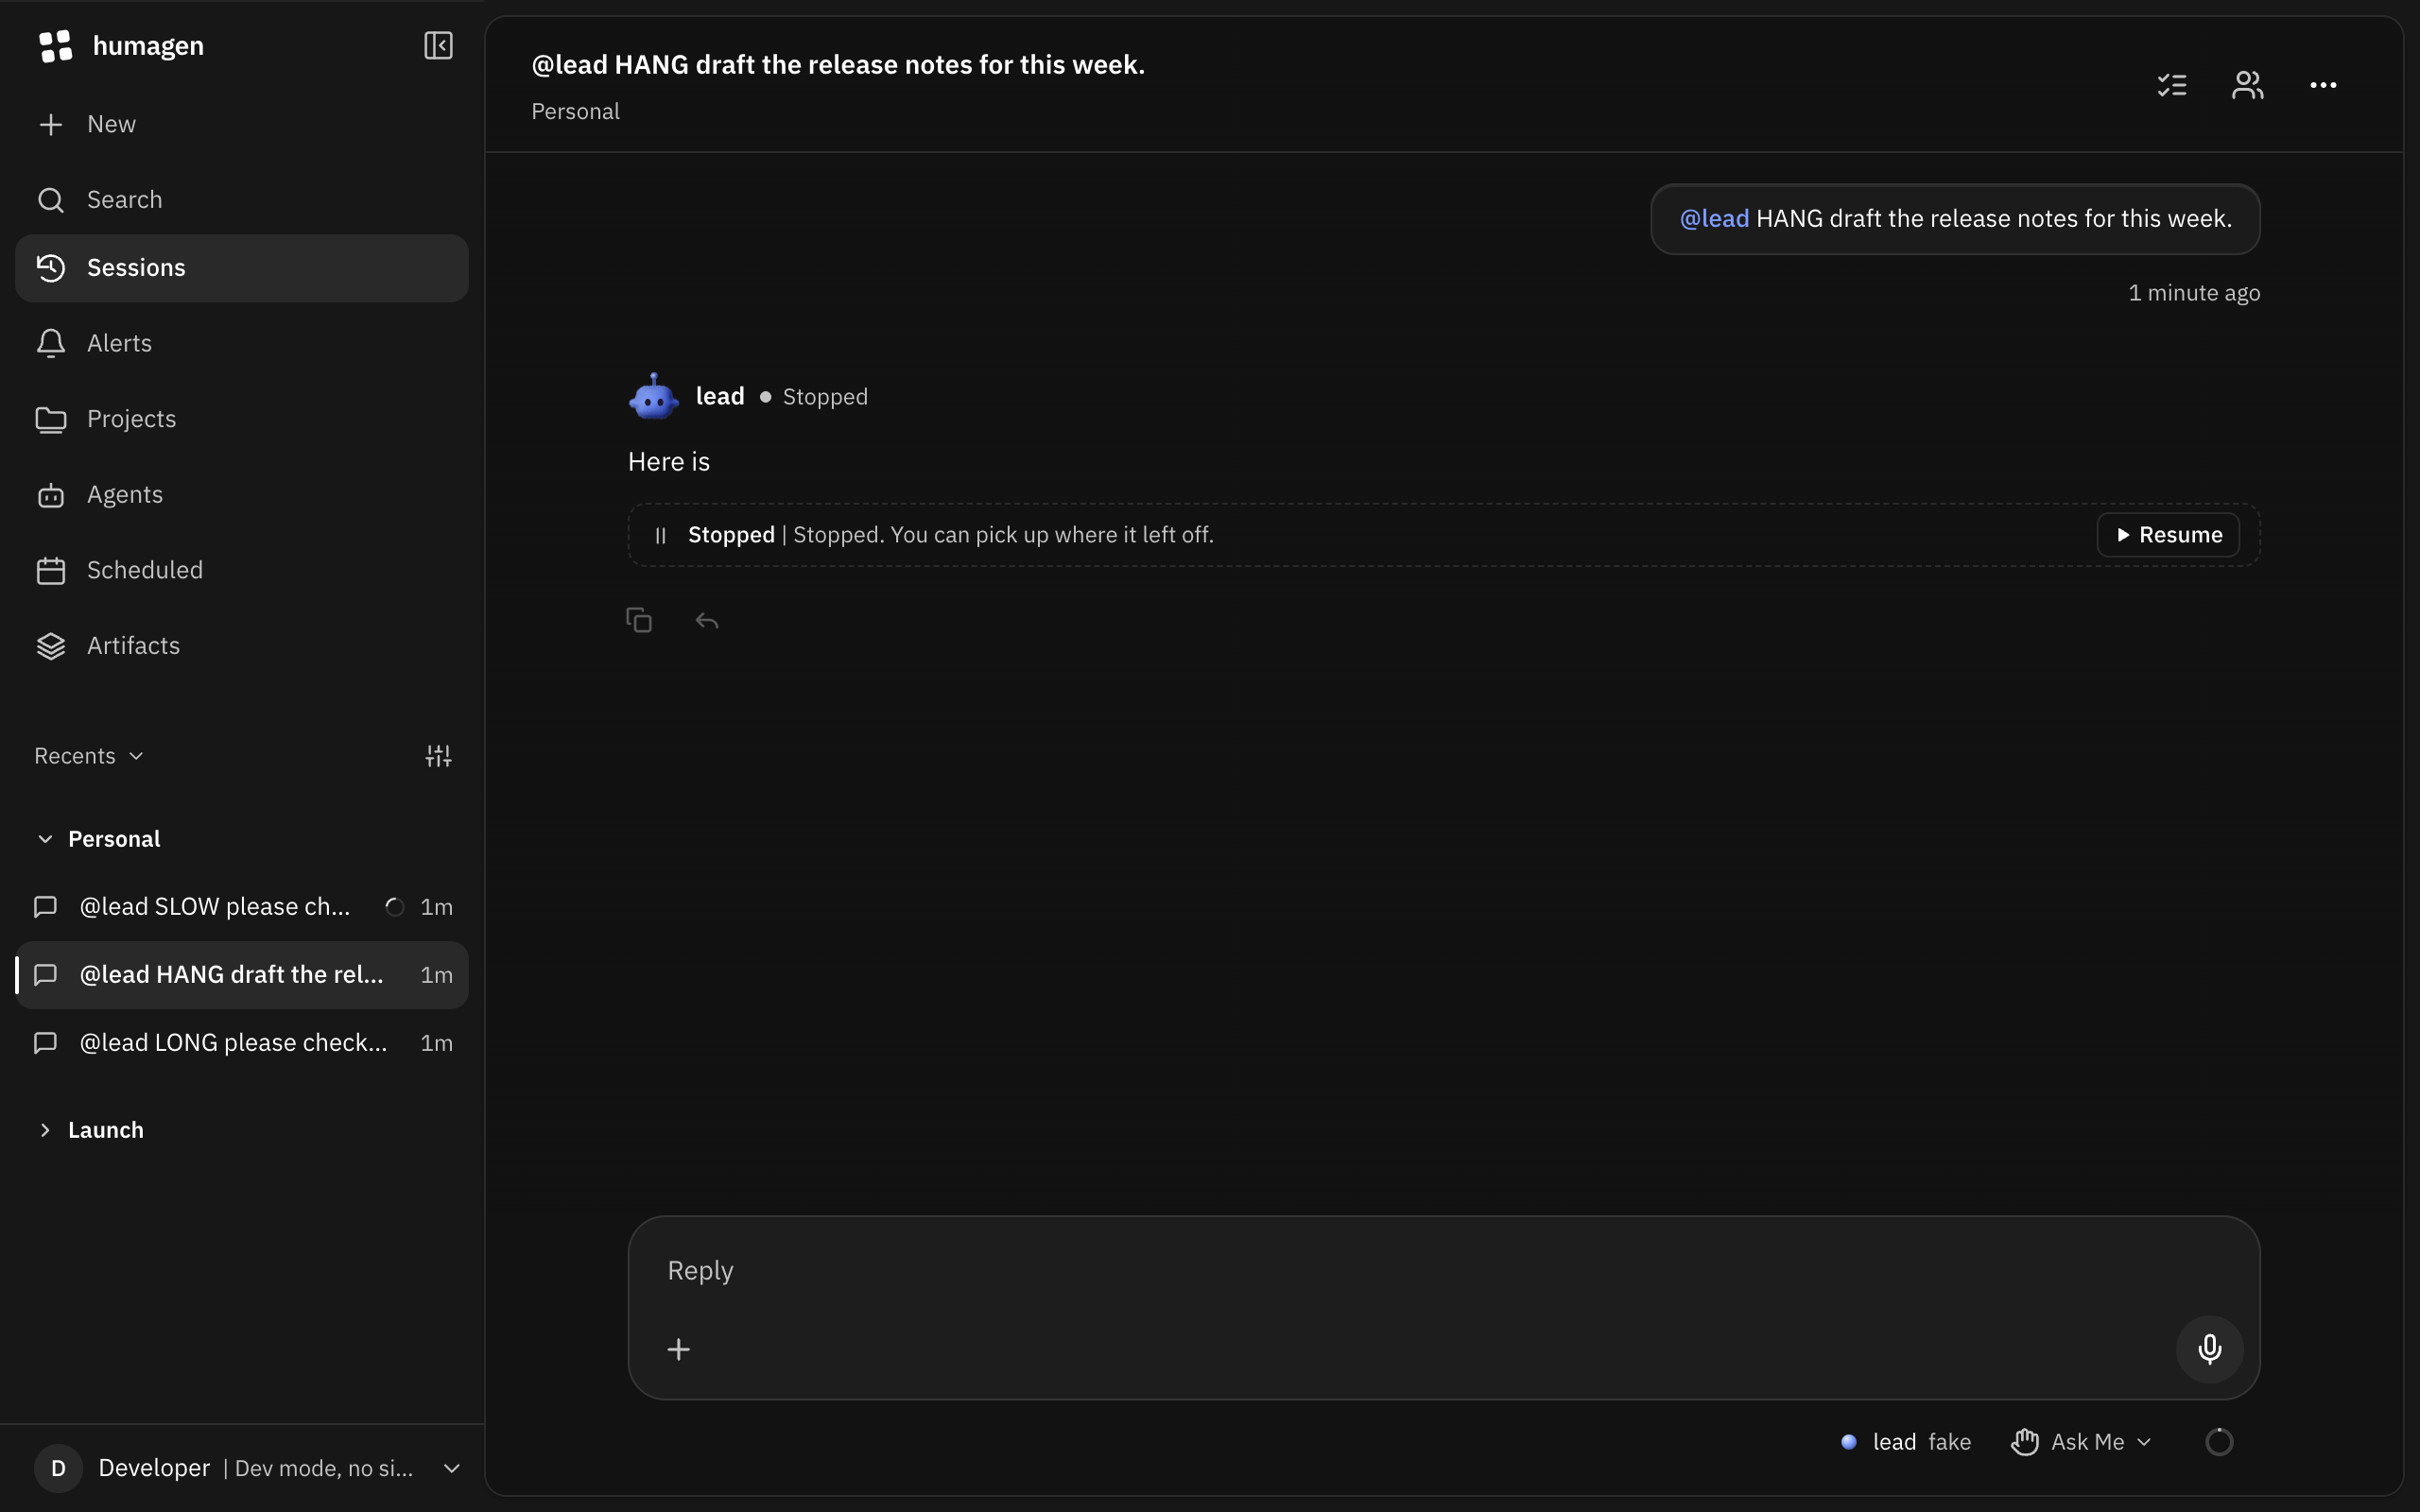 humagen
New
Search
Sessions
Alerts
Projects
Agents
Scheduled
Artifacts
Recents
Personal
@lead SLOW please ch... 1m
@lead HANG draft the rel... 1m
@lead LONG please check... 1m
Launch
D Developer | Dev mode, no si...
@lead HANG draft the release notes for this week.
Personal
@lead HANG draft the release notes for this week.
1 minute ago
lead Stopped
Here is
Stopped | Stopped. You can pick up where it left off. Resume
Reply
lead fake Ask Me